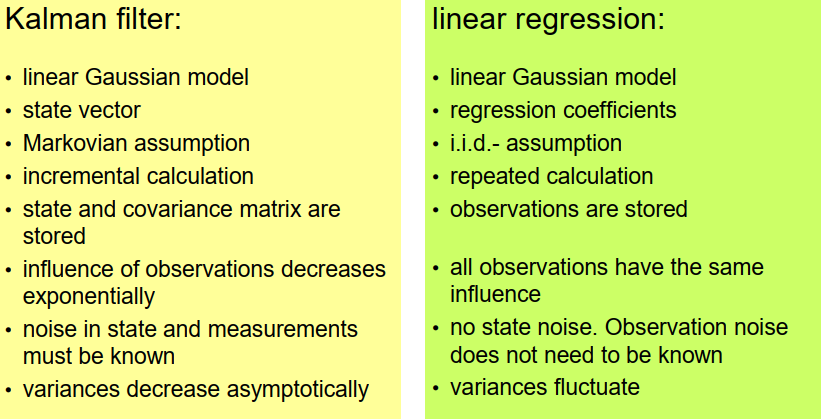 Kalman filter:
• linear Gaussian model
• state vector
• Markovian assumption
• incremental calculation
• state and covariance matrix are
stored
• influence of observations decreases
exponentially
• noise in state and measurements
must be known
• variances decrease asymptotically
linear regression:
• linear Gaussian model
• regression coefficients
• i.i.d.- assumption
• repeated calculation
• observations are stored
• all observations have the same
influence
• no state noise. Observation noise
does not need to be known
• variances fluctuate